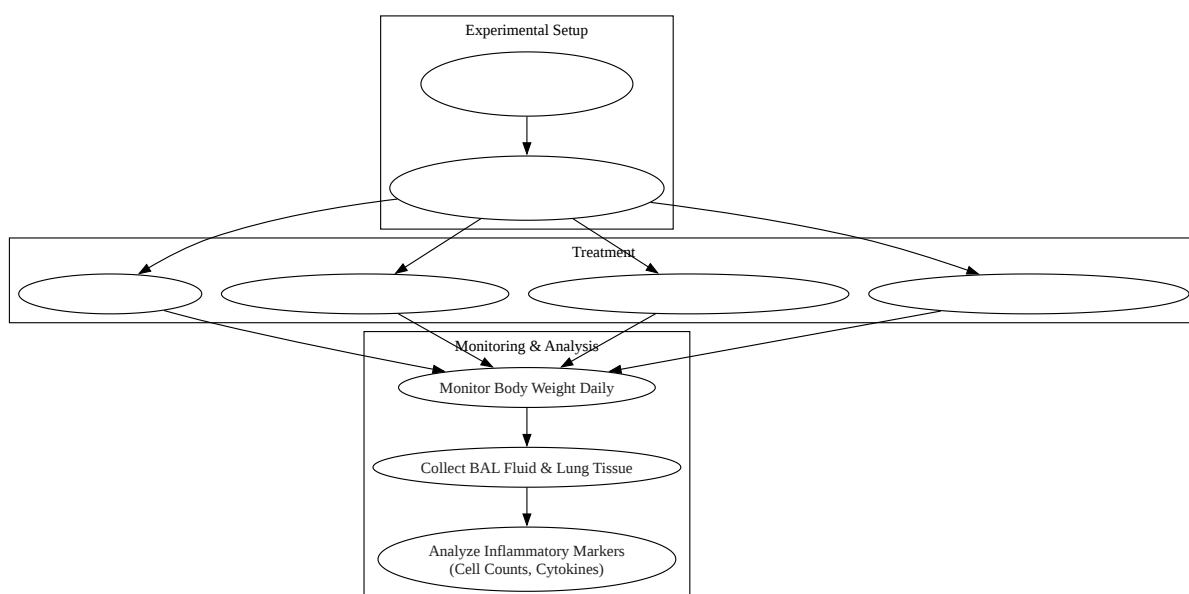 Experimental Setup
Treatment
Monitoring & Analysis
Monitor Body Weight Daily
Collect BAL Fluid & Lung Tissue
Analyze Inflammatory Markers
(Cell Counts, Cytokines)